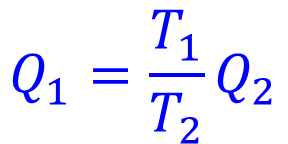 Q₁ = T₁/T₂ Q₂